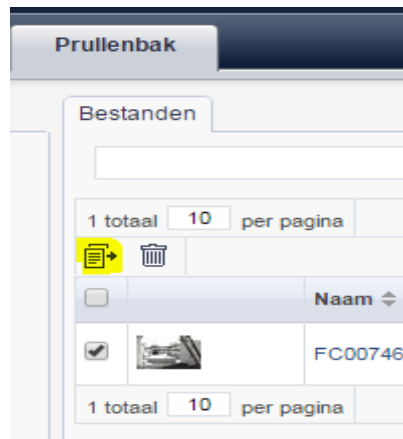 Prullenbak
Bestanden
1 totaal 10 per pagina
Naam
FC00746
1 totaal 10 per pagina